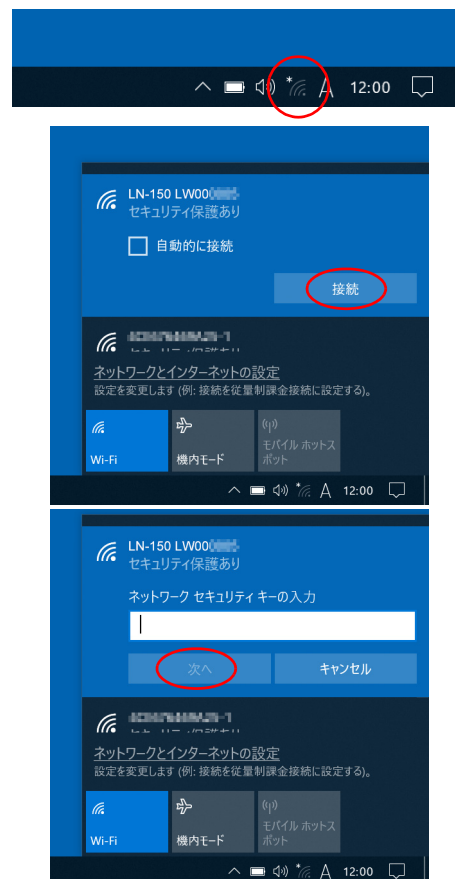 A 12:00
LN-150 LW00
セキュリティ保護あり
自動的に接続
接続
ネットワークとインターネットの設定
設定を変更します (例: 接続を従量制課金接続に設定する)。
Wi-Fi
機内モード
モバイル ホットス
ポット
A 12:00
LN-150 LW00
セキュリティ保護あり
ネットワーク セキュリティ キーの入力
次へ
キャンセル
ネットワークとインターネットの設定
設定を変更します (例: 接続を従量制課金接続に設定する)。
Wi-Fi
機内モード
モバイル ホットス
ポット
A 12:00